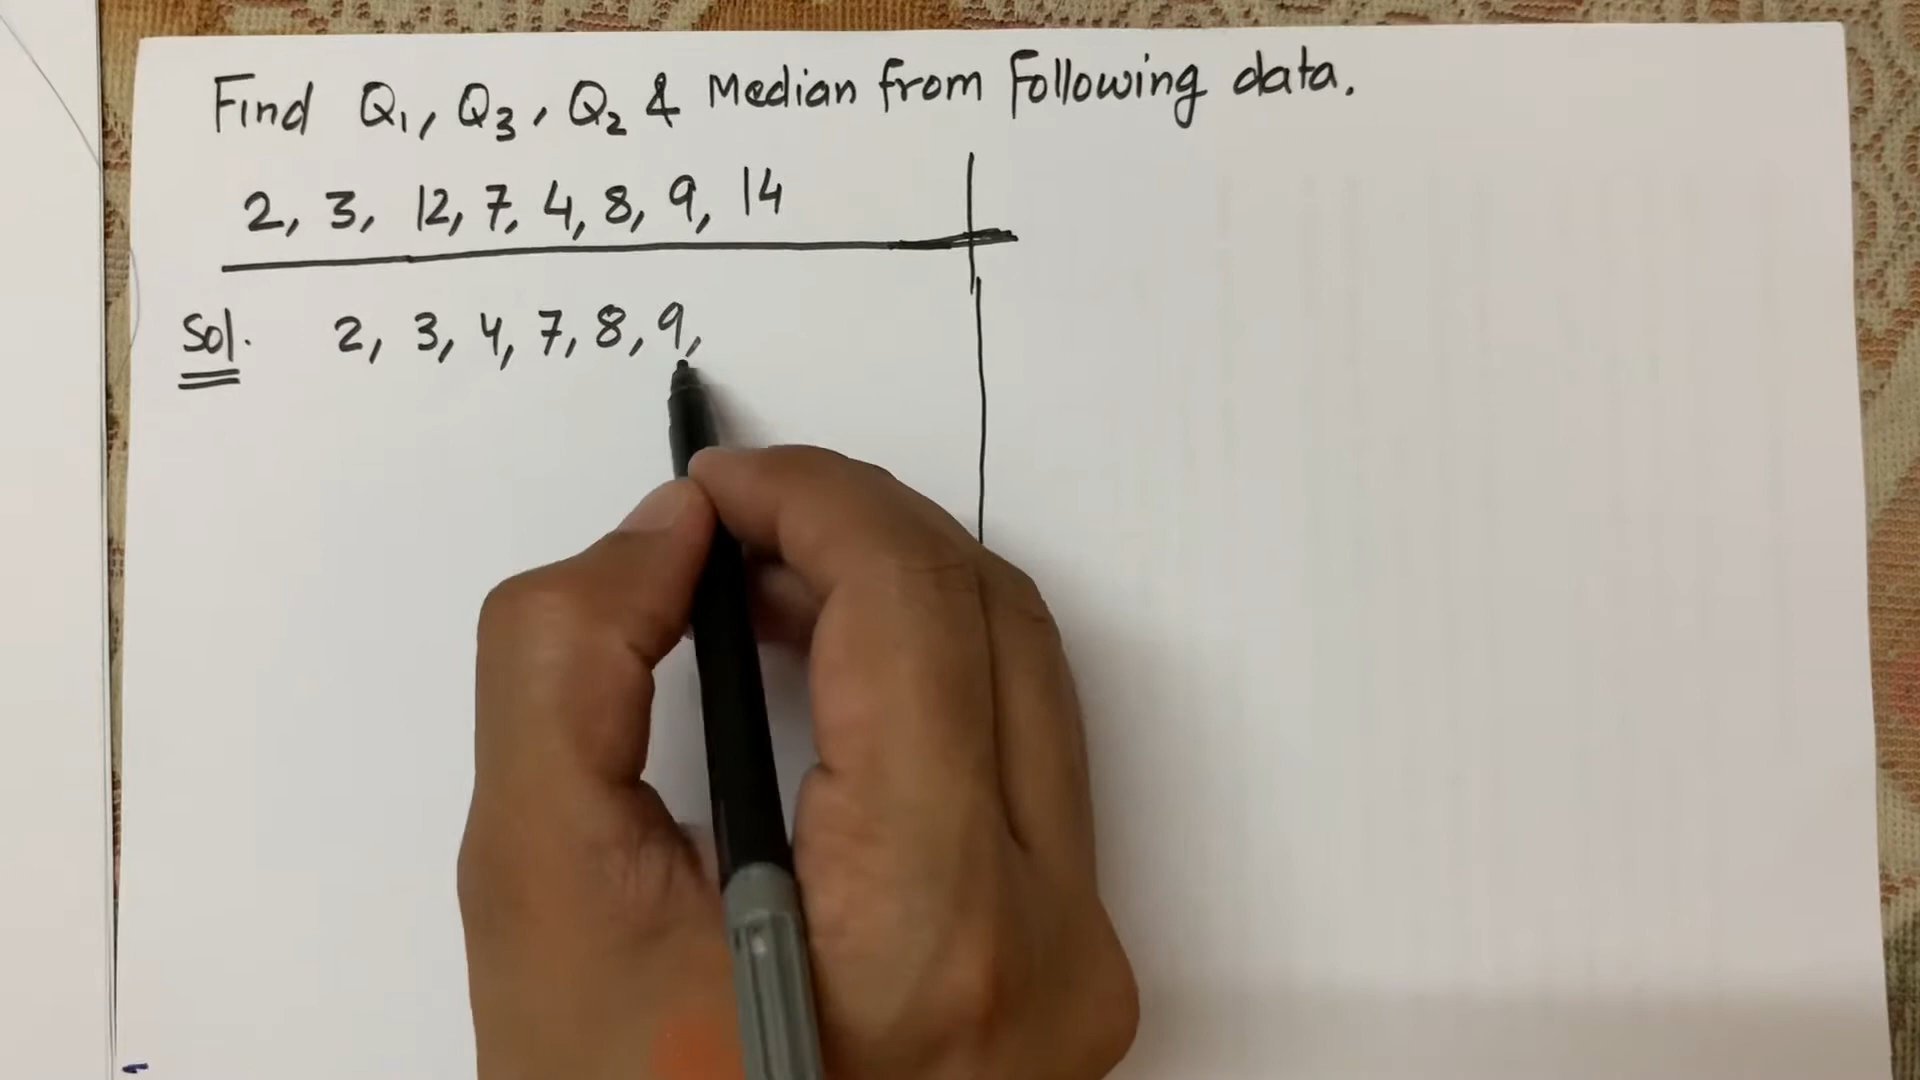 Find Q₁, Q₃, Q₂ & Median from Following data.
2, 3, 12, 7, 4, 8, 9, 14
Sol. 2, 3, 4, 7, 8, 9,